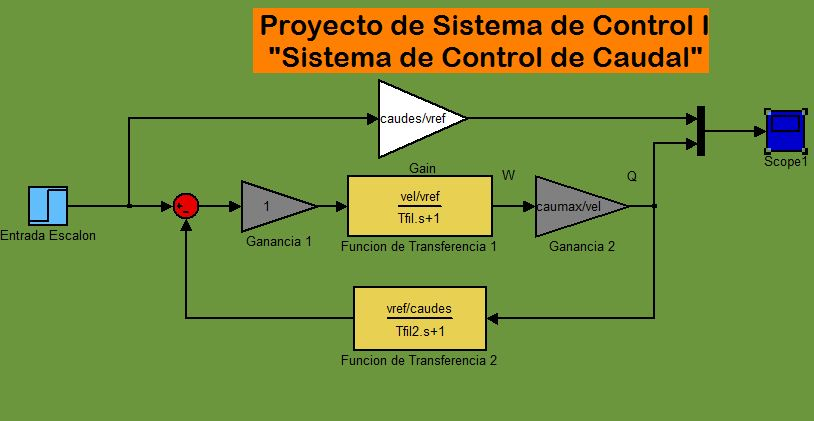 Proyecto de Sistema de Control I
"Sistema de Control de Caudal"
caudes/vref
Gain
Scope1
Entrada Escalon
1
Ganancia 1
vel/vref
Tfil.s+1
Funcion de Transferencia 1
W
caumax/vel
Ganancia 2
Q
vref/caudes
Tfil2.s+1
Funcion de Transferencia 2